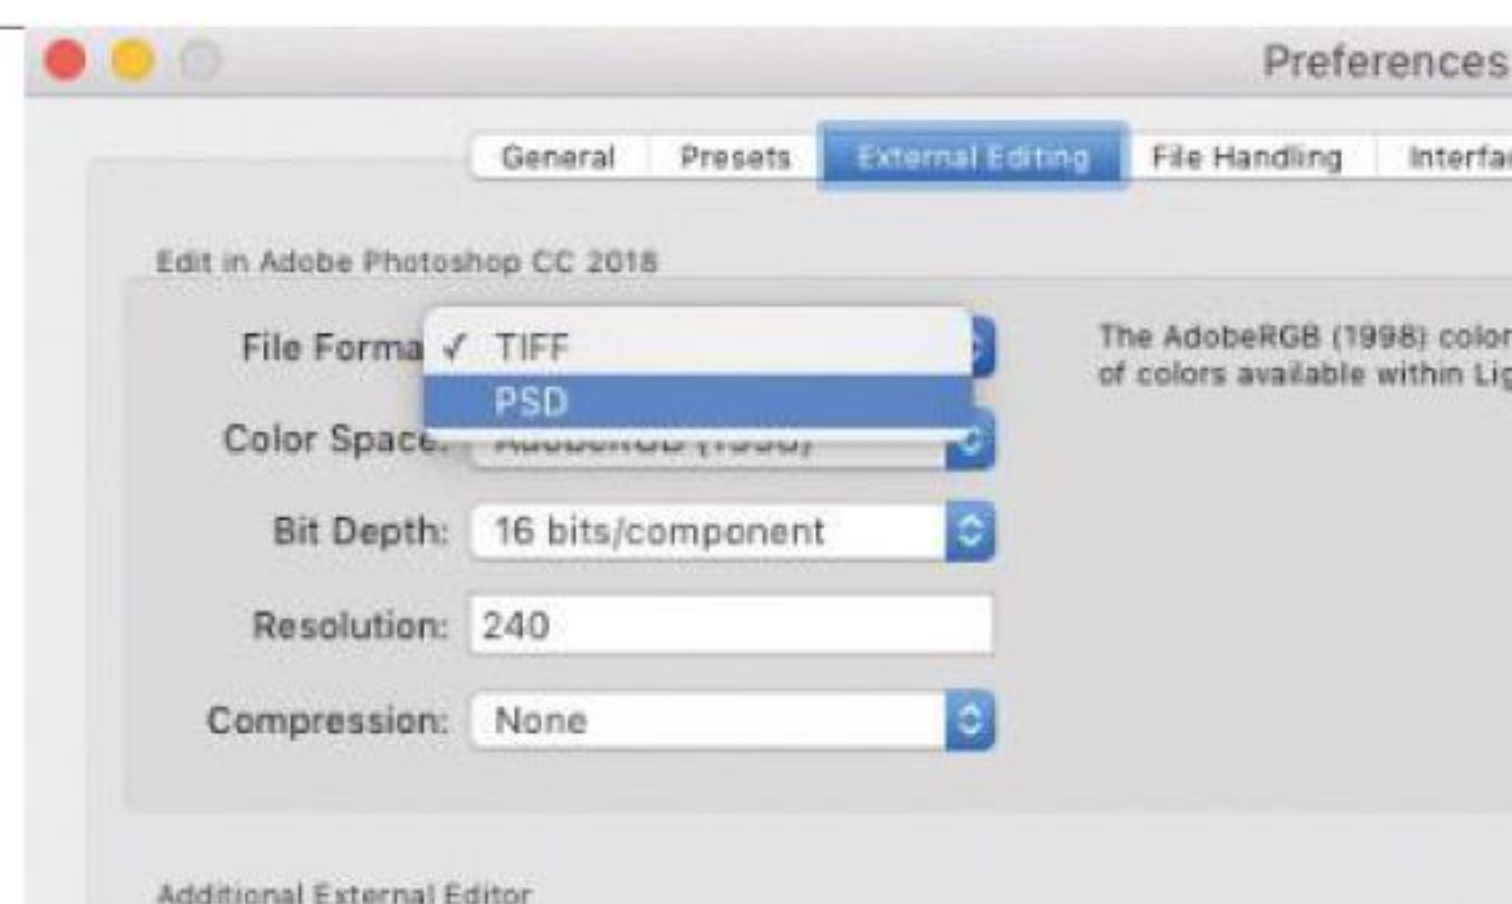 Preferences
General Presets External Editing File Handling
Edit in Adobe Photoshop CC 2018
File Forma ✓ TIFF
The AdobeRGB (1998) color
of colors available within
PSD
Color Space: AdobeRGB (1998)
Bit Depth: 16 bits/component
Resolution: 240
Compression: None
Additional External Editor